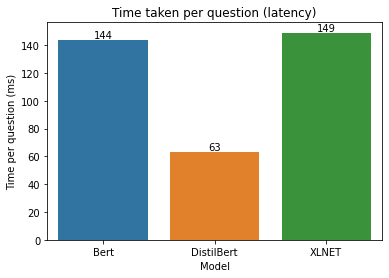 Time taken per question (latency)
Time per question (ms)
140
120
100
80
60
40
20
0
144
63
149
Bert
DistilBert
XLNET
Model